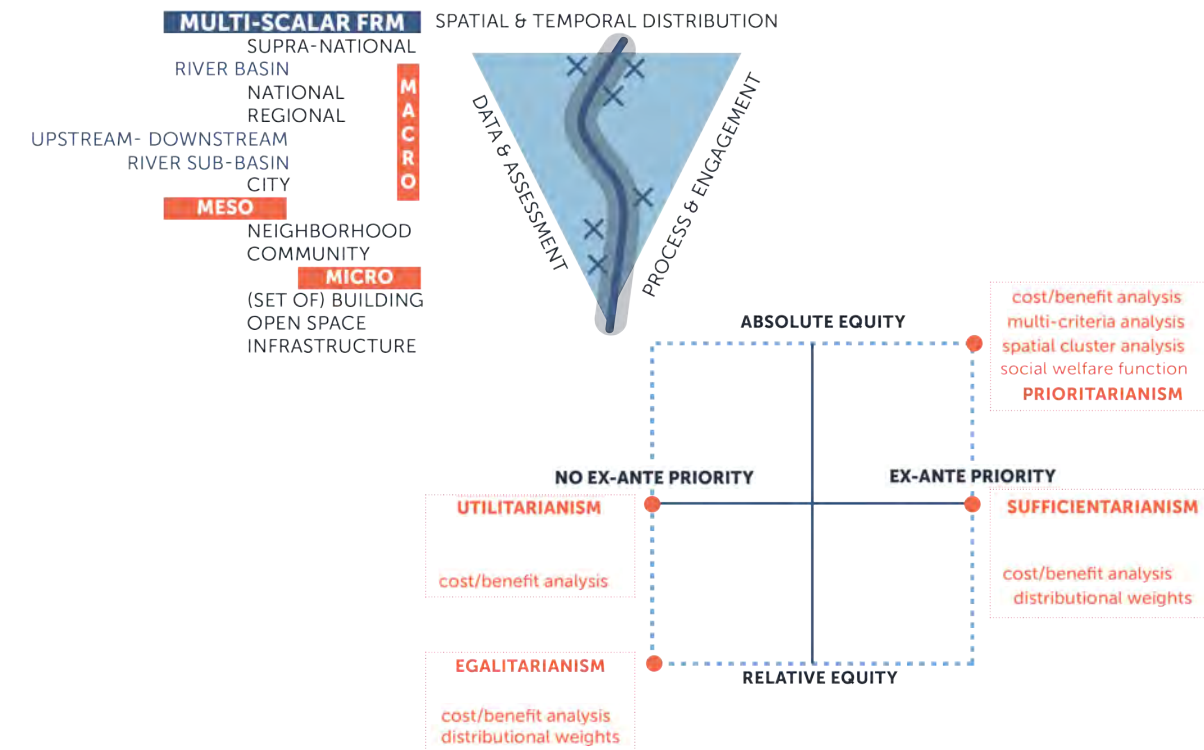 MULTI-SCALAR FRM
SUPRA-NATIONAL
RIVER BASIN
NATIONAL
REGIONAL
UPSTREAM- DOWNSTREAM
RIVER SUB-BASIN
CITY
MACRO
MESO
NEIGHBORHOOD
COMMUNITY
MICRO
(SET OF) BUILDING
OPEN SPACE
INFRASTRUCTURE
SPATIAL & TEMPORAL DISTRIBUTION
DATA & ASSESSMENT
PROCESS & ENGAGEMENT
ABSOLUTE EQUITY
cost/benefit analysis
multi-criteria analysis
spatial cluster analysis
social welfare function
PRIORITARIANISM
NO EX-ANTE PRIORITY
EX-ANTE PRIORITY
UTILITARIANISM
cost/benefit analysis
SUFFICIENTARIANISM
cost/benefit analysis
distributional weights
EGALITARIANISM
cost/benefit analysis
distributional weights
RELATIVE EQUITY